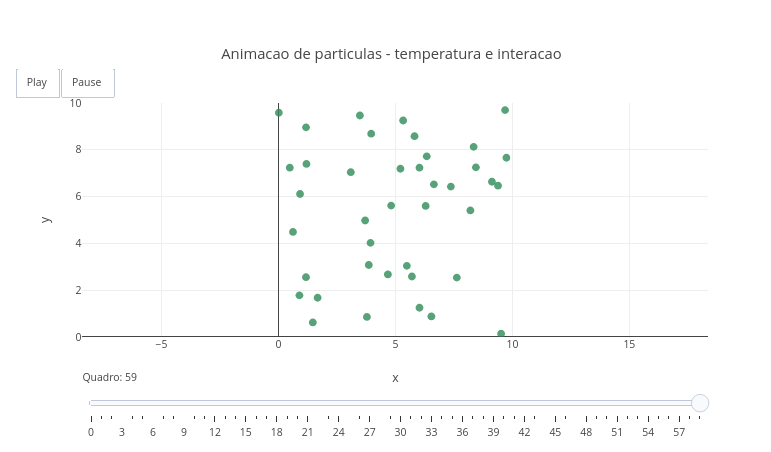 Animacao de particulas - temperatura e interacao
Play Pause
10
8
6
4
2
0
y
−5 0 5 10 15
x
Quadro: 59
0 3 6 9 12 15 18 21 24 27 30 33 36 39 42 45 48 51 54 57